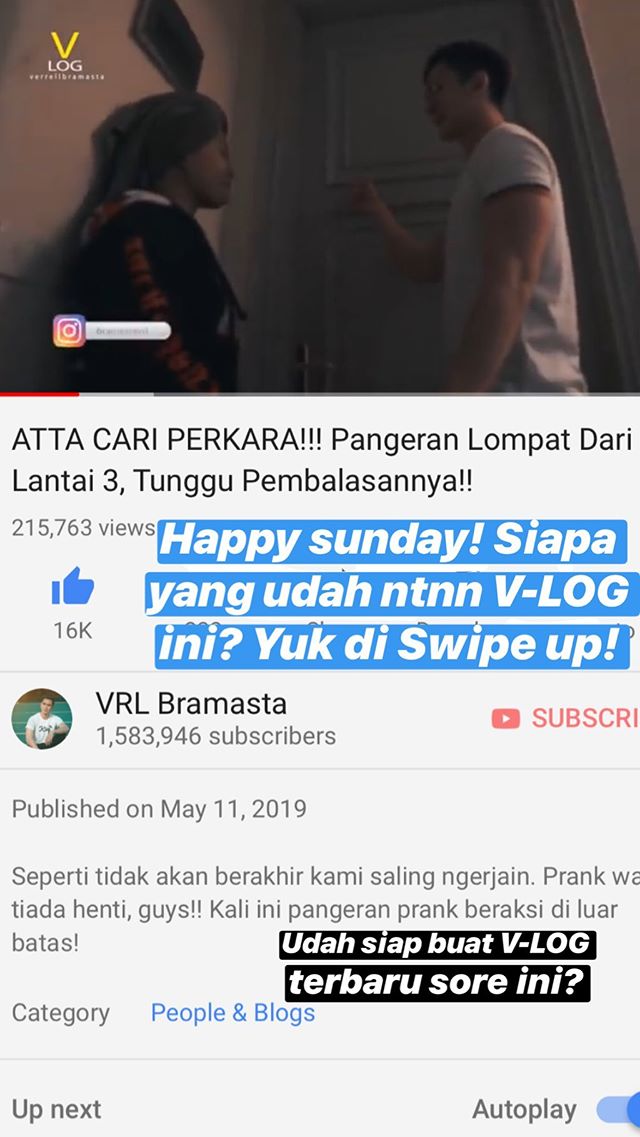 V
LOG
verrellbramasta
ATTA CARI PERKARA!!! Pangeran Lompat Dari
Lantai 3, Tunggu Pembalasannya!!
215,763 views
Happy sunday! Siapa
yang udah ntnn V-LOG
ini? Yuk di Swipe up!
16K
VRL Bramasta
SUBSCRI
1,583,946 subscribers
Published on May 11, 2019
Seperti tidak akan berakhir kami saling ngerjain. Prank wa
tiada henti, guys!! Kali ini pangeran prank beraksi di luar
batas!
Udah siap buat V-LOG
terbaru sore ini?
Category People & Blogs
Up next Autoplay